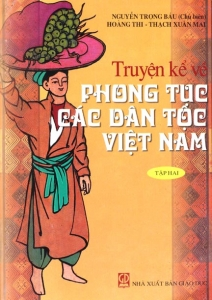 NGUYỄN TRỌNG BÁU (Chủ biên)
HOÀNG THI - THẠCH XUÂN MAI
Truyện kể về
PHONG TỤC
CÁC DÂN TỘC
VIỆT NAM
TẬP HAI
NHÀ XUẤT BẢN GIÁO DỤC